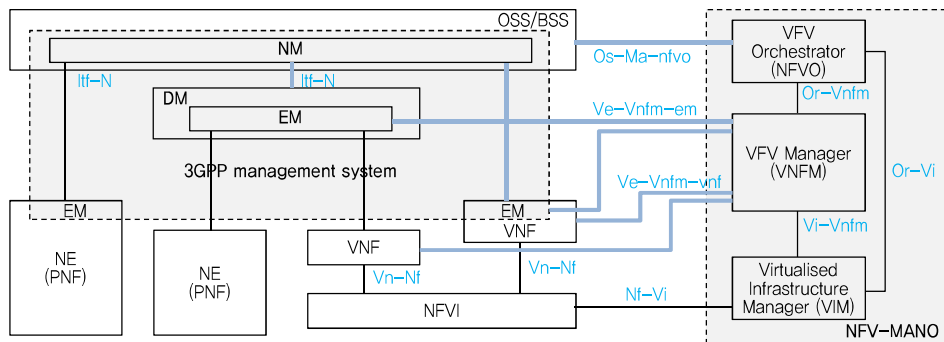 OSS/BSS
NM
Itf-N
Itf-N
DM
EM
3GPP management system
EM
NE
(PNF)
NE
(PNF)
VNF
EM
VNF
Vn-Nf
Vn-Nf
NFVI
Os-Ma-nfvo
Ve-Vnfm-em
Ve-Vnfm-vnf
Nf-Vi
VFV
Orchestrator
(NFVO)
Or-Vnfm
VFV Manager
(VNFM)
Or-Vi
Vi-Vnfm
Virtualised
Infrastructure
Manager (VIM)
NFV-MANO